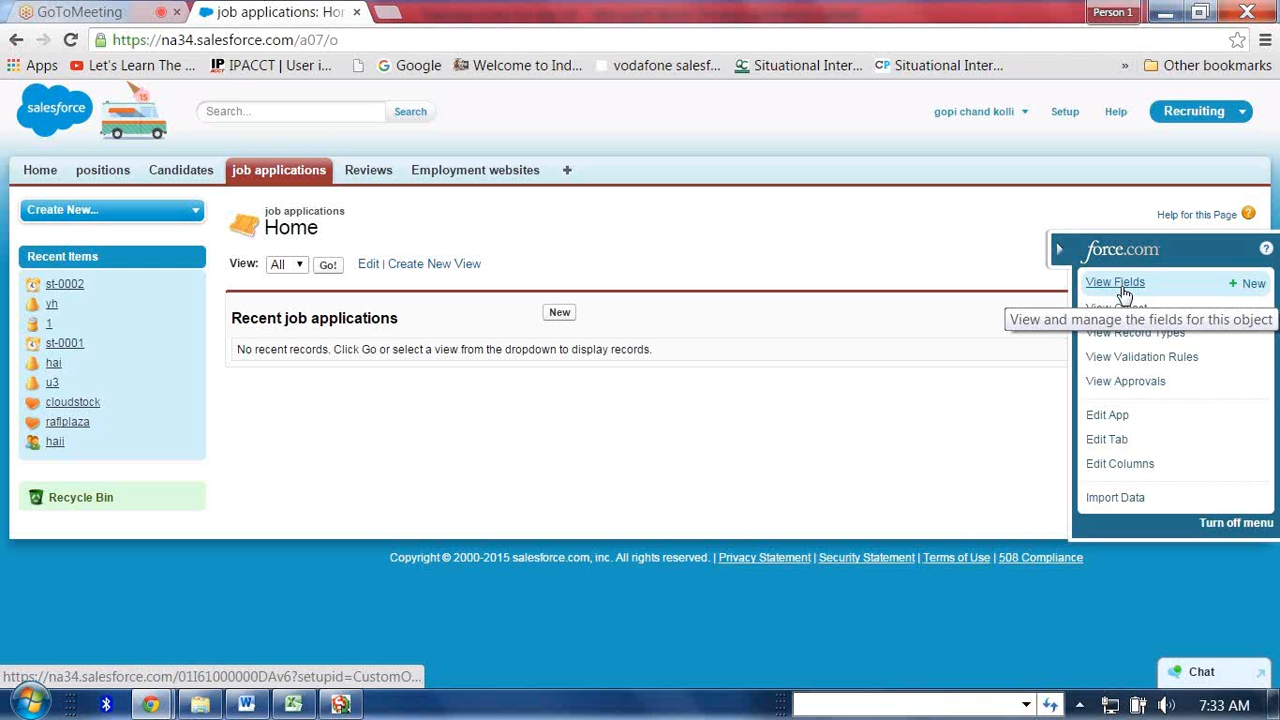 GoToMeeting
job applications: Hor
Person 1
https://na34.salesforce.com/a07/o
Apps
Let's Learn The ...
IPACCT | User i...
Google
Welcome to Ind...
vodafone salesf...
Situational Inter...
Situational Inter...
»
Other bookmarks
salesforce
15
Search...
Search
gopi chand kolli
Setup
Help
Recruiting
Home
positions
Candidates
job applications
Reviews
Employment websites
+
Create New...
Recent Items
st-0002
yh
1
st-0001
hai
u3
cloudstock
raflplaza
haii
Recycle Bin
job applications
Home
Help for this Page
View: All Go! Edit | Create New View
Recent job applications
New
No recent records. Click Go or select a view from the dropdown to display records.
force.com
View Fields
+ New
View and manage the fields for this object
View Record Types
View Validation Rules
View Approvals
Edit App
Edit Tab
Edit Columns
Import Data
Turn off menu
Copyright © 2000-2015 salesforce.com, inc. All rights reserved. | Privacy Statement | Security Statement | Terms of Use | 508 Compliance
https://na34.salesforce.com/01I61000000DAv6?setupid=CustomO...
Chat
7:33 AM